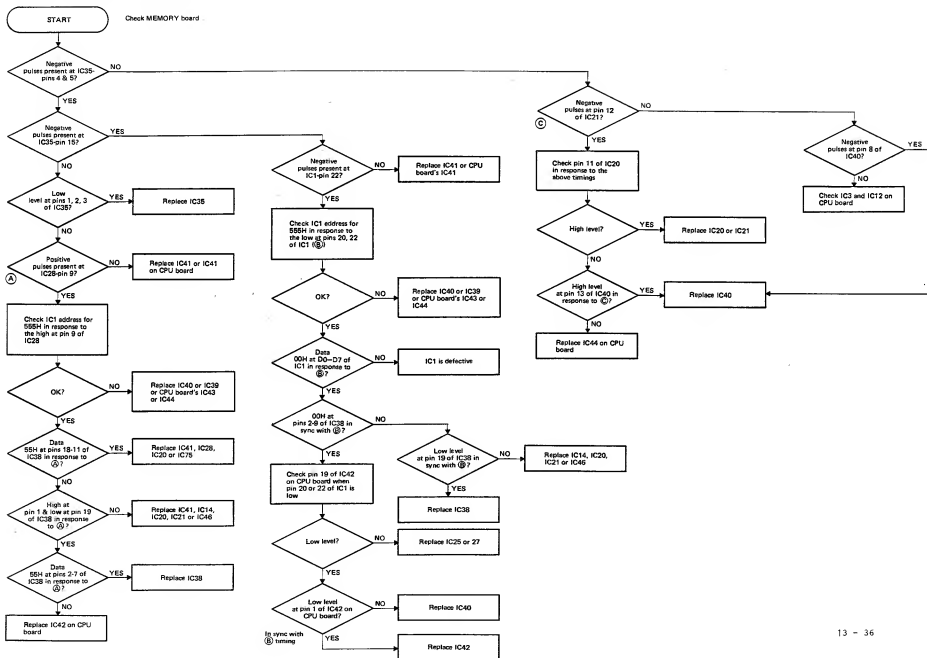 START
Check MEMORY board
Negative
pulses present at IC35-
pins 4 & 5?
NO
YES
Negative
pulses present at
IC35-pin 15?
YES
NO
Low
level at pins 1, 2, 3
of IC35?
YES
Replace IC35
NO
Positive
pulses present at
IC28-pin 9?
A
NO
Replace IC41 or IC41
on CPU board
YES
Check IC1 address for
555H in response to
the high at pin 9 of
IC28
OK?
NO
Replace IC40 or IC39
or CPU board's IC43
or IC44
YES
Data
55H at pins 18-11 of
IC38 in response to
Ⓐ?
YES
Replace IC41, IC28,
IC20 or IC75
NO
High at
pin 1 & low at pin 19
of IC38 in response
to Ⓐ?
NO
Replace IC41, IC14,
IC20, IC21 or IC46
YES
Data
55H at pins 2-7 of
IC38 in response to
Ⓐ?
YES
Replace IC38
NO
Replace IC42 on CPU
board
Negative
pulses present at
IC1-pin 22?
NO
Replace IC41 or CPU
board's IC41
YES
Check IC1 address for
555H in response to
the low at pins 20, 22
of IC1 (Ⓑ)
OK?
NO
Replace IC40 or IC39
or CPU board's IC43 or
IC44
YES
Data
00H at D0–D7 of
IC1 in response to
Ⓑ?
NO
IC1 is defective
YES
00H at
pins 2-9 of IC38 in
sync with Ⓑ?
NO
Low level
at pin 19 of IC38 in
sync with Ⓑ?
NO
Replace IC14, IC20,
IC21 or IC46
YES
Replace IC38
YES
Check pin 19 of IC42
on CPU board when
pin 20 or 22 of IC1 is
low
Low level?
NO
Replace IC25 or 27
YES
Low level
at pin 1 of IC42 on
CPU board?
NO
Replace IC40
In sync with
Ⓑ timing
YES
Replace IC42
Negative
pulses at pin 12
of IC21?
Ⓒ
NO
YES
Check pin 11 of IC20
in response to the
above timings
High level?
YES
Replace IC20 or IC21
NO
High level
at pin 13 of IC40 in
response to Ⓒ?
YES
Replace IC40
NO
Replace IC44 on CPU
board
Negative
pulses at pin 8 of
IC40?
YES
NO
Check IC3 and IC12 on
CPU board
13 - 36